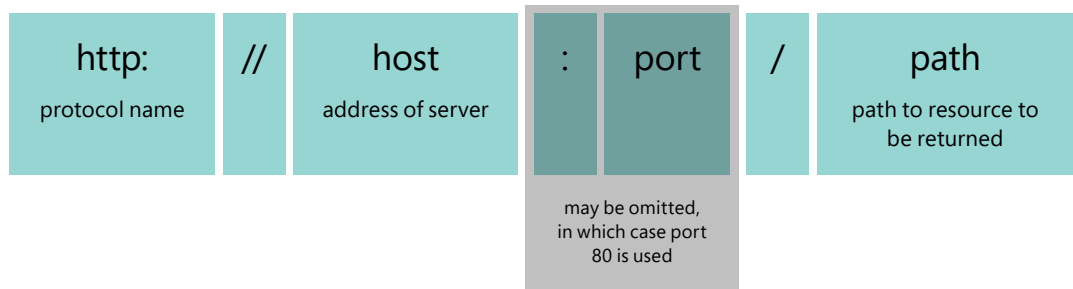 http: // host : port / path
protocol name
address of server
path to resource to
be returned
may be omitted,
in which case port
80 is used